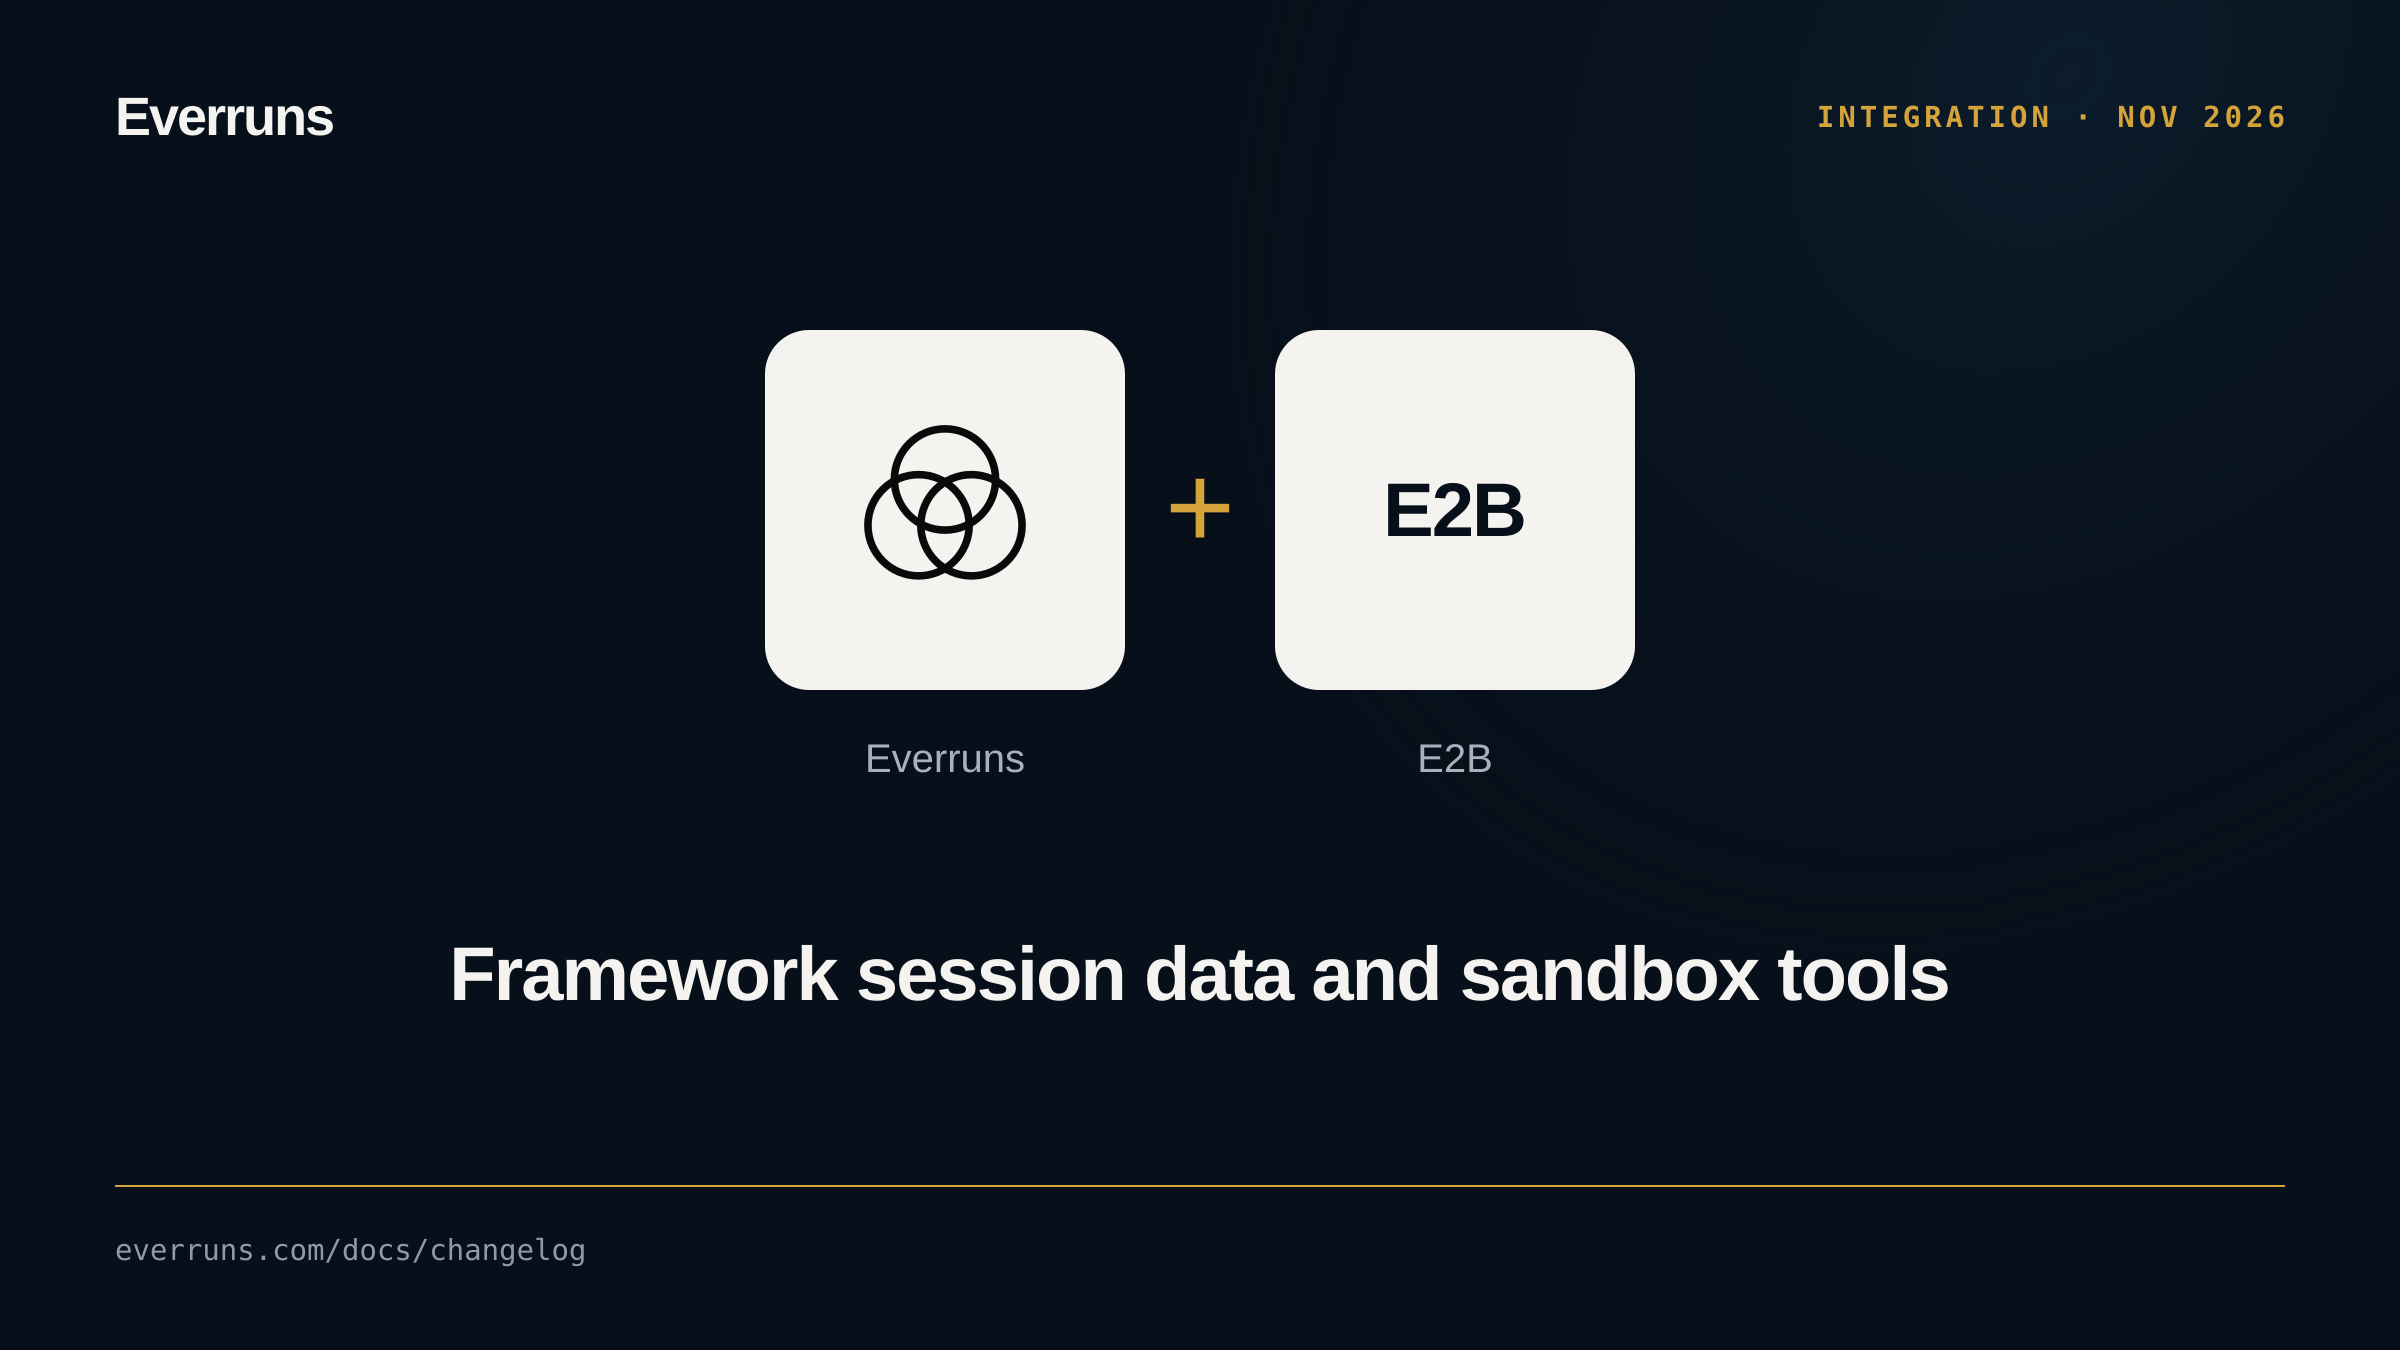 Everruns
INTEGRATION · NOV 2026
+
E2B
Everruns
E2B
Framework session data and sandbox tools
everruns.com/docs/changelog